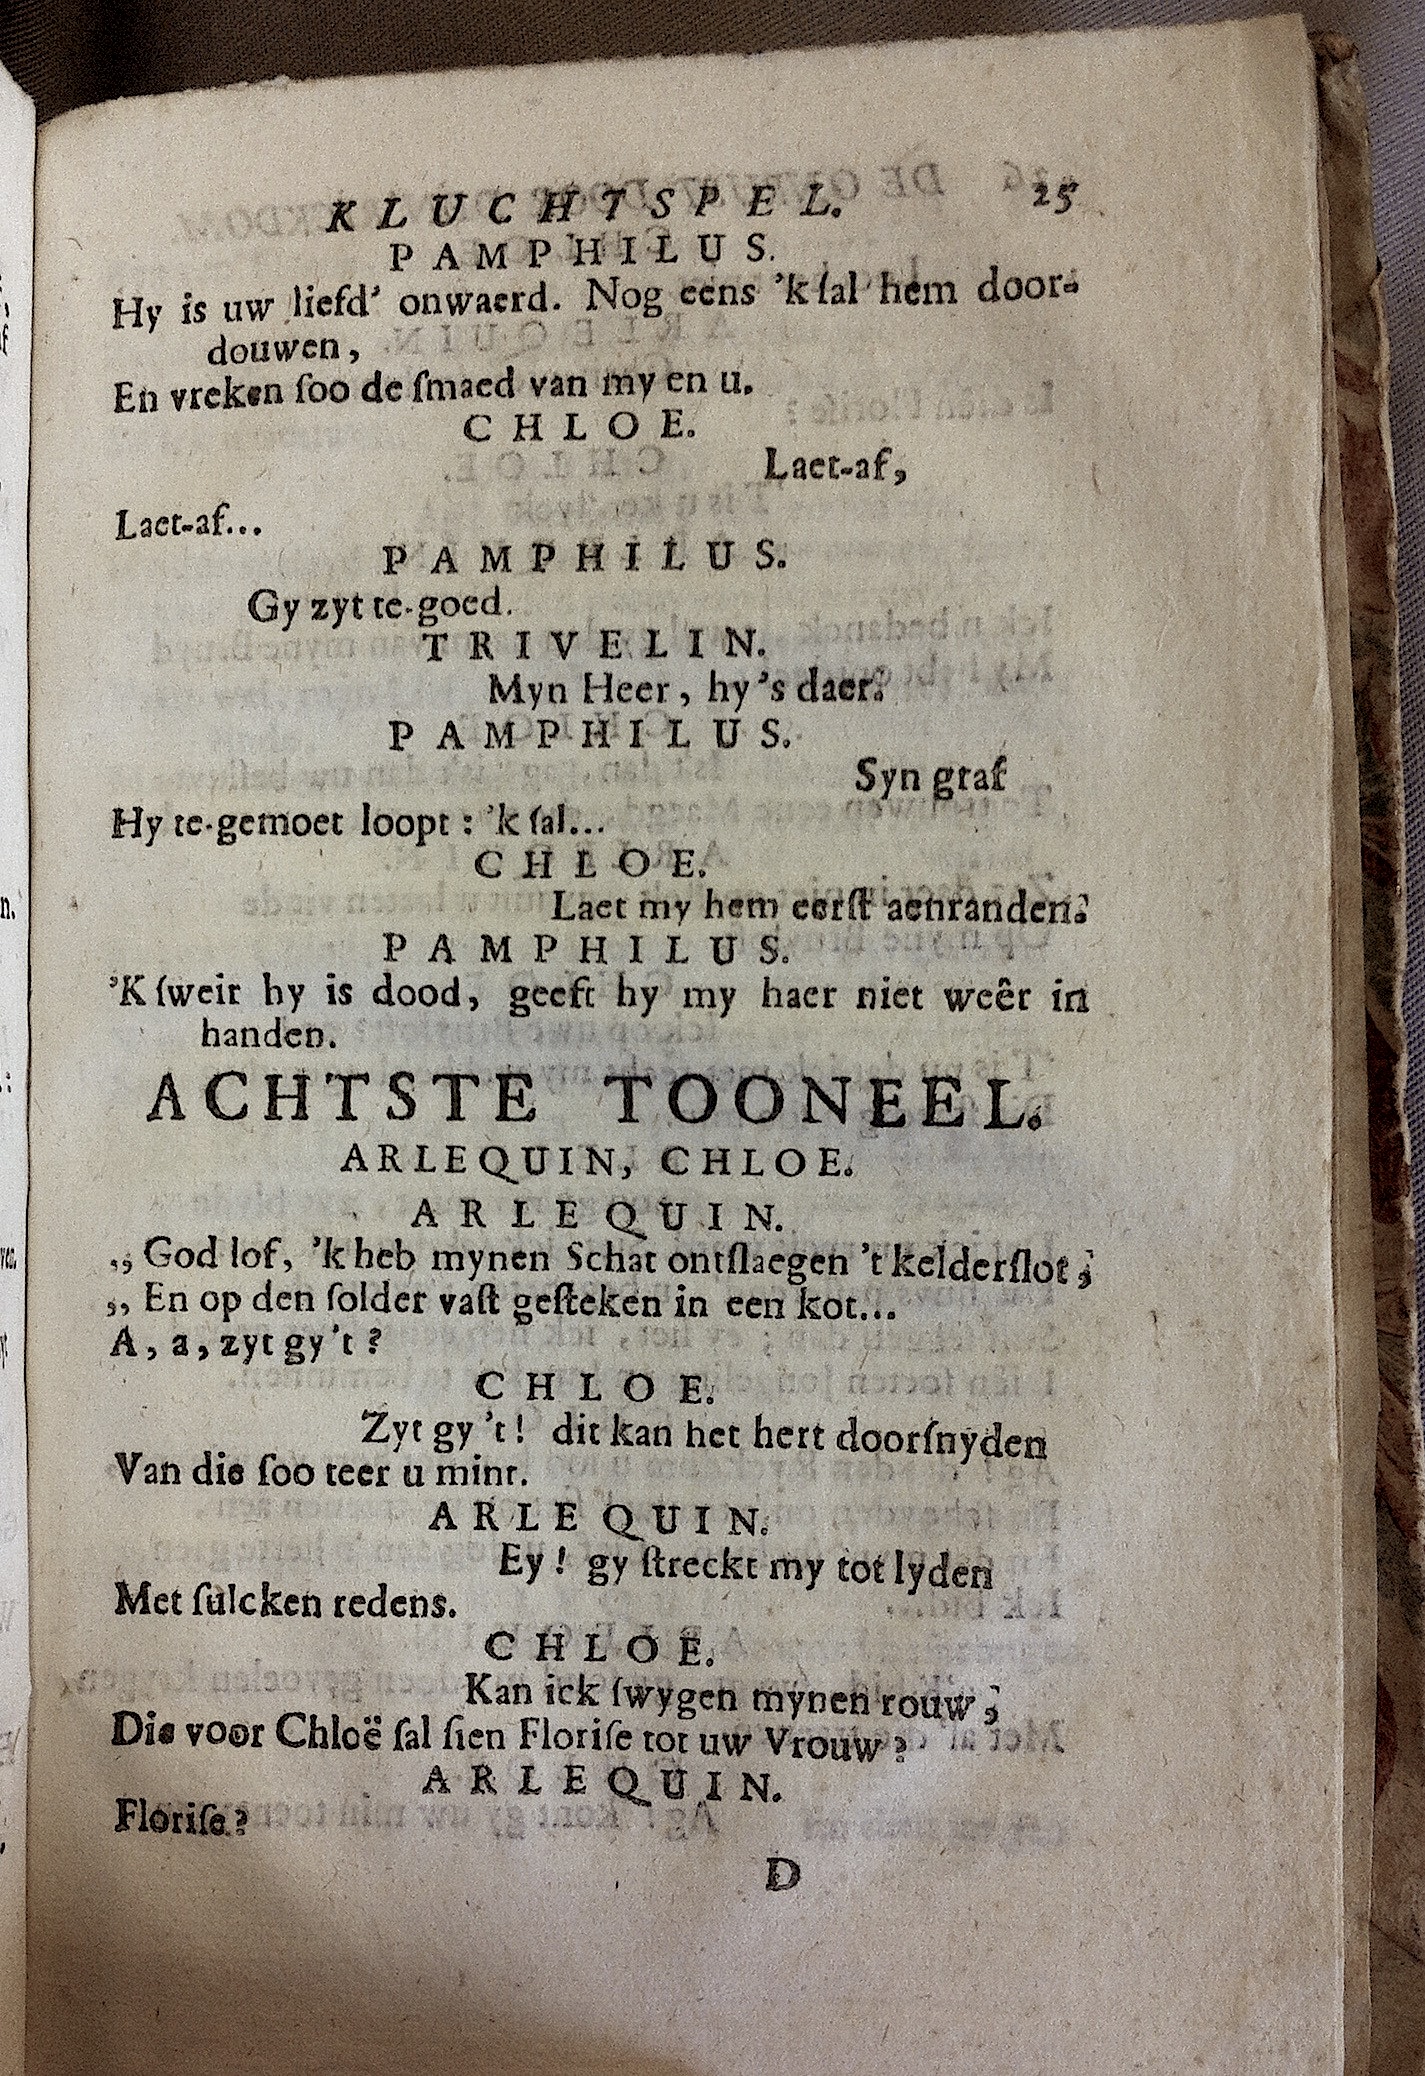 KLUCHTSPEL. 25
PAMPHILUS.
Hy is uw liefd' onwaerd. Nog eens 'k ſal hem door-
douwen,
En vreken ſoo de ſmaed van my en u.
CHLOE.
Laet-af,
Laet-af...
PAMPHILUS.
Gy zyt te-goed.
TRIVELIN.
Myn Heer, hy 's daer.
PAMPHILUS.
Syn graf
Hy te-gemoet loopt: 'k ſal...
CHLOE.
Laet my hem eerſt aenranden.
PAMPHILUS.
'K ſweir hy is dood, geeft hy my haer niet weêr in
handen.
ACHTSTE TOONEEL.
ARLEQUIN, CHLOE.
ARLEQUIN.
,, God lof, 'k heb mynen Schat ontſlaegen 't kelderſlot,
,, En op den ſolder vaſt geſteken in een kot...
A, a, zyt gy 't?
CHLOE.
Zyt gy 't! dit kan het hert doorſnyden
Van die ſoo teer u mint.
ARLEQUIN.
Ey! gy ſtreckt my tot lyden
Met ſulcken redens.
CHLOE.
Kan ick ſwygen mynen rouw,
Die voor Chloë ſal ſien Floriſe tot uw Vrouw?
ARLEQUIN.
Floriſe?
D